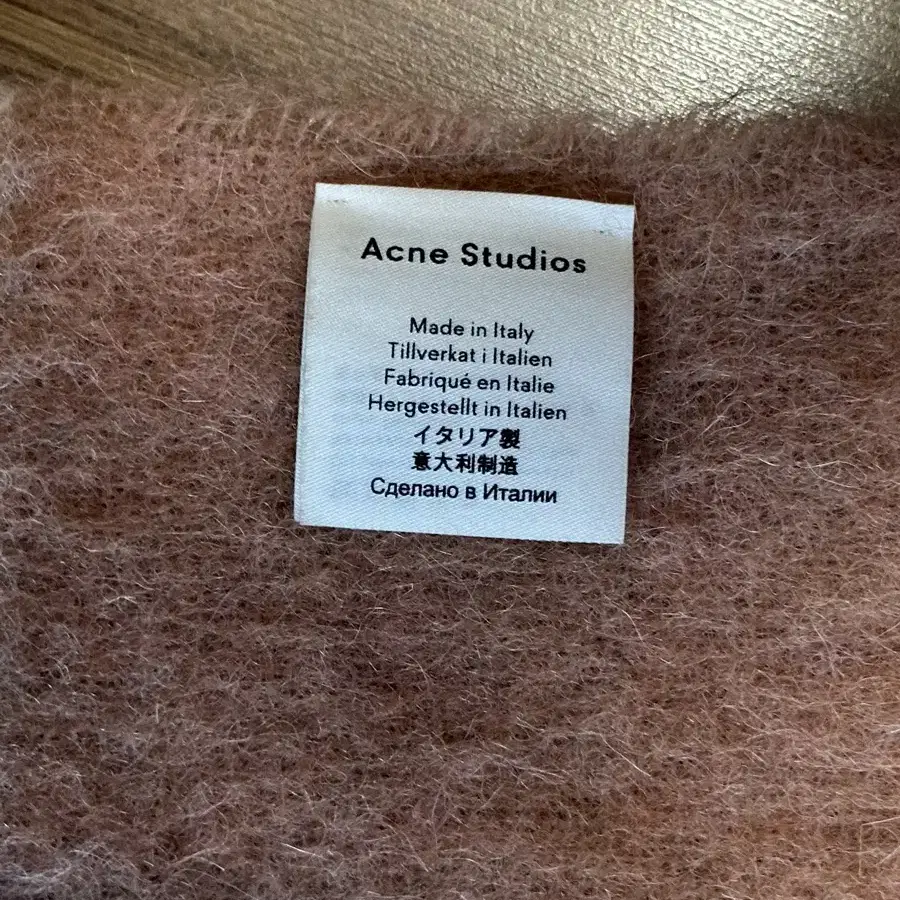 Acne Studios
Made in Italy
Tillverkat i Italien
Fabriqué en Italie
Hergestellt in Italien
イタリア製
意大利制造
Сделано в Италии